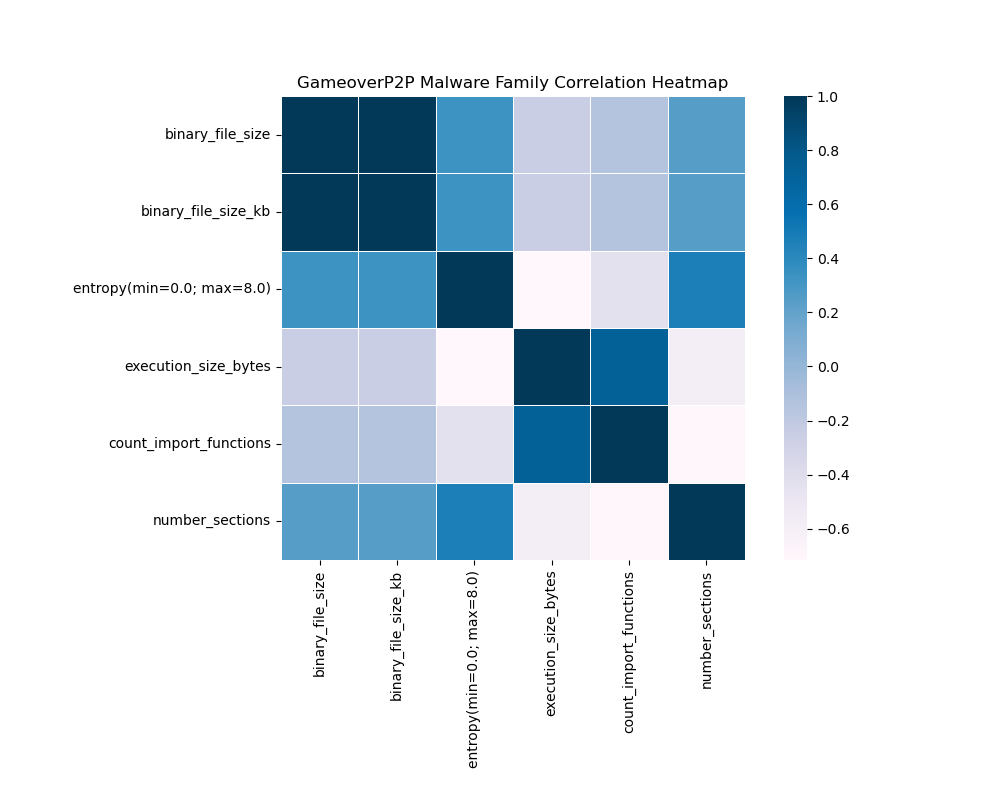 GameoverP2P Malware Family Correlation Heatmap
binary_file_size
binary_file_size_kb
entropy(min=0.0; max=8.0)
execution_size_bytes
count_import_functions
number_sections
binary_file_size
binary_file_size_kb
entropy(min=0.0; max=8.0)
execution_size_bytes
count_import_functions
number_sections
1.0
0.8
0.6
0.4
0.2
0.0
−0.2
−0.4
−0.6